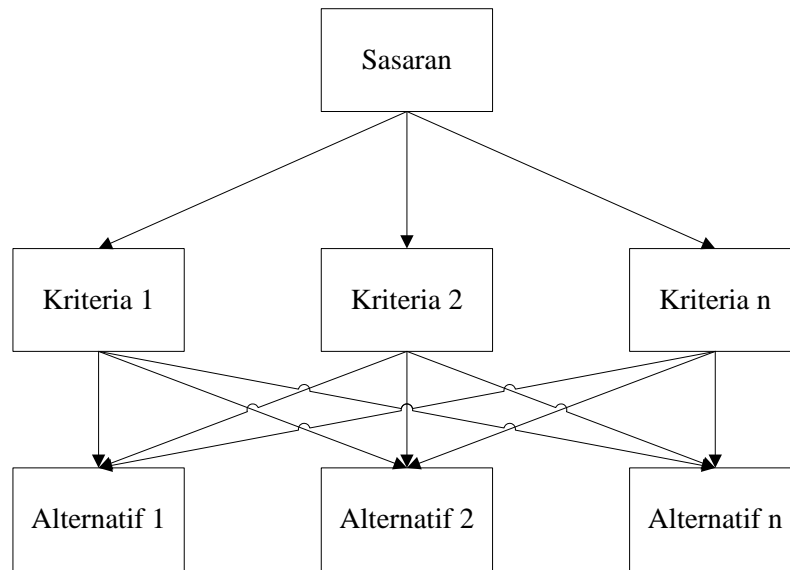 Sasaran
Kriteria 1
Kriteria 2
Kriteria n
Alternatif 1
Alternatif 2
Alternatif n